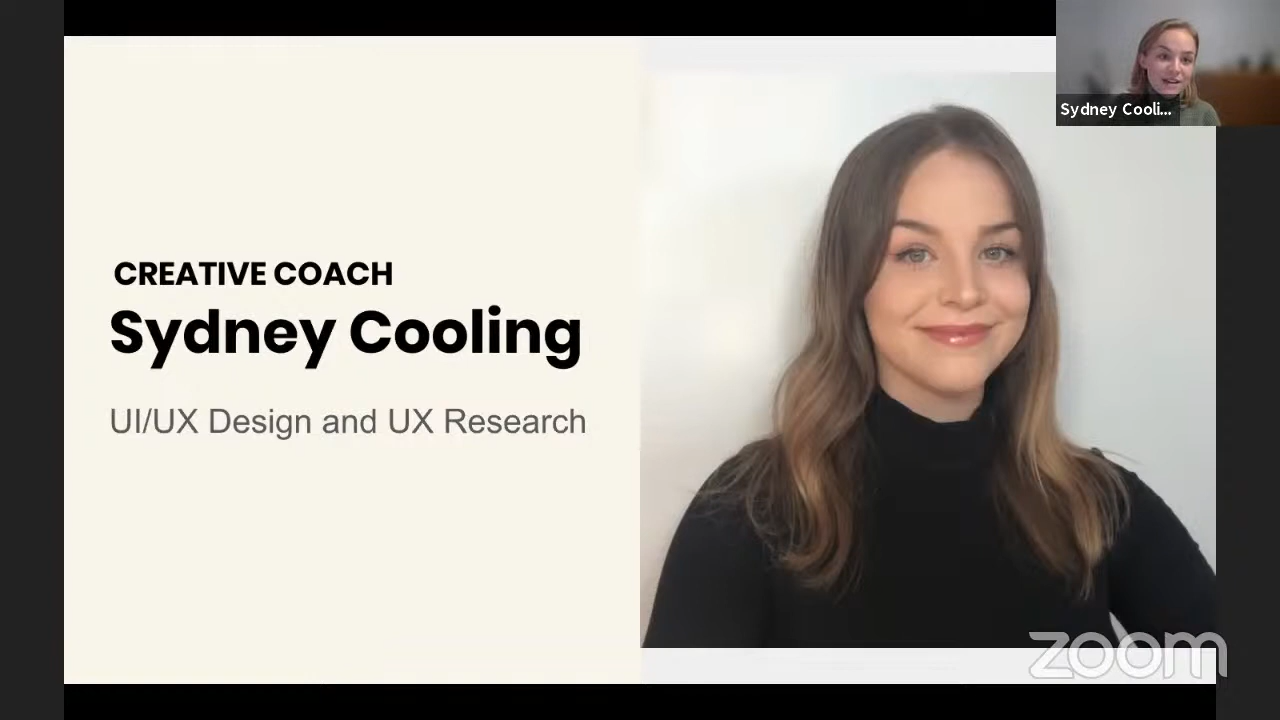 Sydney Cooli...
CREATIVE COACH
Sydney Cooling
UI/UX Design and UX Research
zoom